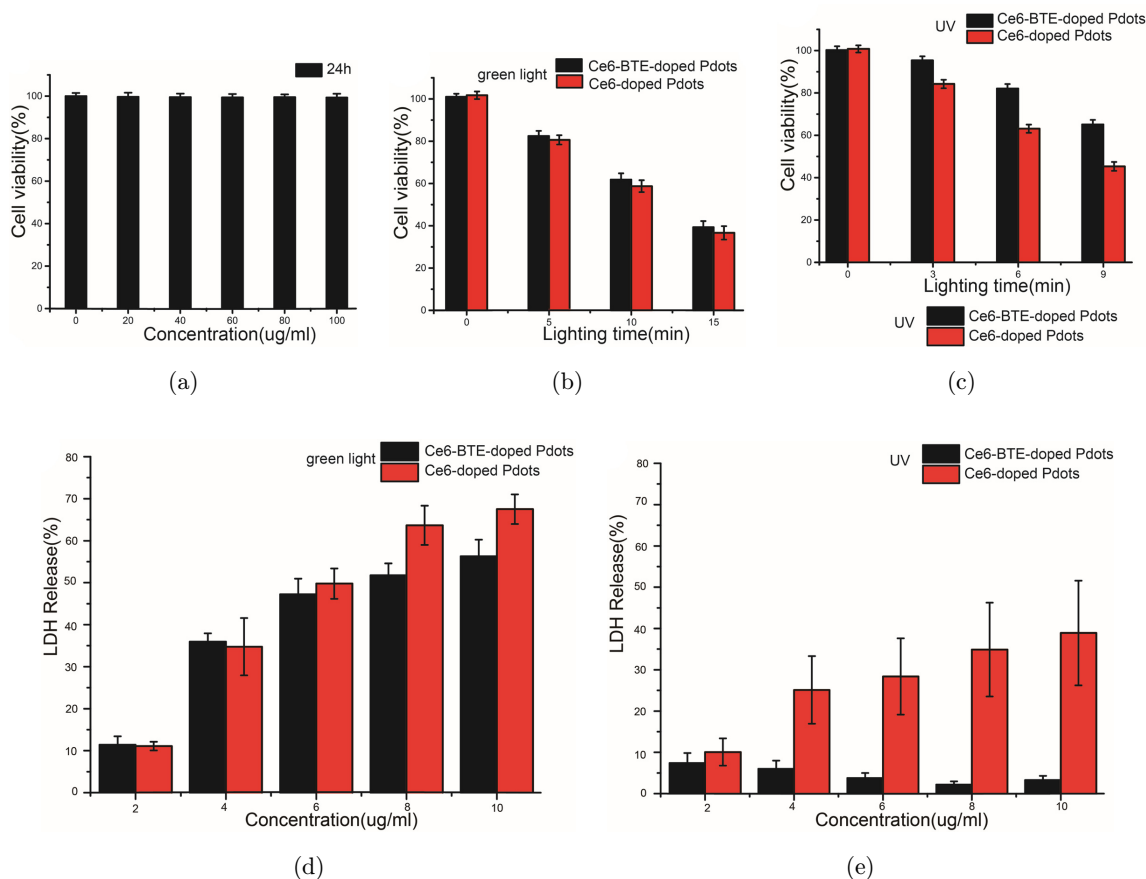 24h
Cell viability(%)
100
80
60
40
20
0
0 20 40 60 80 100
Concentration(ug/ml)
(a)
green light
Ce6-BTE-doped Pdots
Ce6-doped Pdots
Cell viability(%)
100
80
60
40
20
0
0 5 10 15
Lighting time(min)
(b)
UV
Ce6-BTE-doped Pdots
Ce6-doped Pdots
Cell viability(%)
100
80
60
40
20
0
0 3 6 9
Lighting time(min)
UV
Ce6-BTE-doped Pdots
Ce6-doped Pdots
(c)
green light
Ce6-BTE-doped Pdots
Ce6-doped Pdots
LDH Release(%)
80
70
60
50
40
30
20
10
0
2 4 6 8 10
Concentration(ug/ml)
(d)
UV
Ce6-BTE-doped Pdots
Ce6-doped Pdots
LDH Release(%)
80
70
60
50
40
30
20
10
0
2 4 6 8 10
Concentration(ug/ml)
(e)